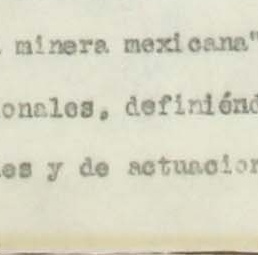 minera mexicana"
onales, definiénd
es y de actuacion